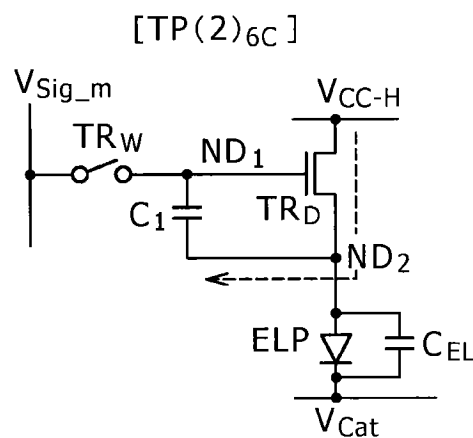 [TP(2)6C]
VSig_m
VCC-H
TRW
ND1
C1
TRD
ND2
ELP
CEL
VCat